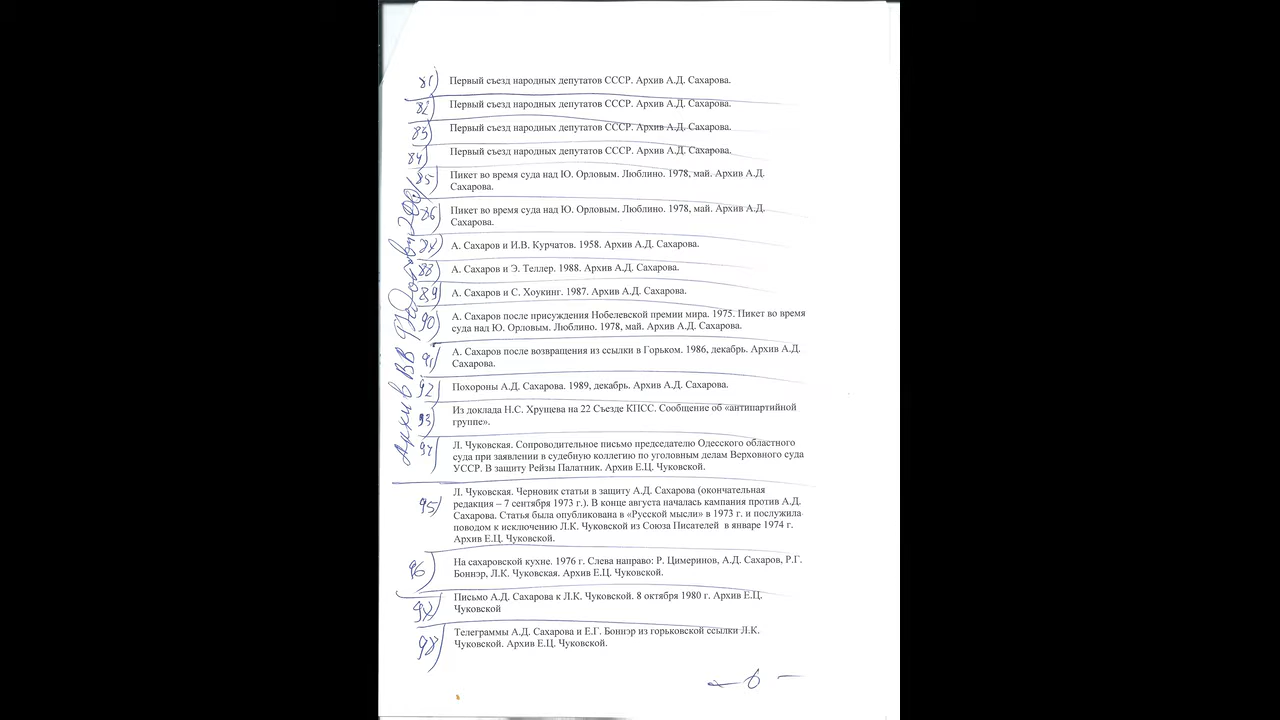 81) Первый съезд народных депутатов СССР. Архив А.Д. Сахарова.
82) Первый съезд народных депутатов СССР. Архив А.Д. Сахарова.
83) Первый съезд народных депутатов СССР. Архив А.Д. Сахарова.
84) Первый съезд народных депутатов СССР. Архив А.Д. Сахарова.
85) Пикет во время суда над Ю. Орловым. Люблино. 1978, май. Архив А.Д.
Сахарова.
86) Пикет во время суда над Ю. Орловым. Люблино. 1978, май. Архив А.Д.
Сахарова.
87) А. Сахаров и И.В. Курчатов. 1958. Архив А.Д. Сахарова.
88) А. Сахаров и Э. Теллер. 1988. Архив А.Д. Сахарова.
89) А. Сахаров и С. Хоукинг. 1987. Архив А.Д. Сахарова.
90) А. Сахаров после присуждения Нобелевской премии мира. 1975. Пикет во время
суда над Ю. Орловым. Люблино. 1978, май. Архив А.Д. Сахарова.
91) А. Сахаров после возвращения из ссылки в Горьком. 1986, декабрь. Архив А.Д.
Сахарова.
92) Похороны А.Д. Сахарова. 1989, декабрь. Архив А.Д. Сахарова.
93) Из доклада Н.С. Хрущева на 22 Съезде КПСС. Сообщение об «антипартийной
группе».
94) Л. Чуковская. Сопроводительное письмо председателю Одесского областного
суда при заявлении в судебную коллегию по уголовным делам Верховного суда
УССР. В защиту Рейзы Палатник. Архив Е.Ц. Чуковской.
95) Л. Чуковская. Черновик статьи в защиту А.Д. Сахарова (окончательная
редакция – 7 сентября 1973 г.). В конце августа началась кампания против А.Д.
Сахарова. Статья была опубликована в «Русской мысли» в 1973 г. и послужила
поводом к исключению Л.К. Чуковской из Союза Писателей в январе 1974 г.
Архив Е.Ц. Чуковской.
96) На сахаровской кухне. 1976 г. Слева направо: Р. Цимеринов, А.Д. Сахаров, Р.Г.
Боннэр, Л.К. Чуковская. Архив Е.Ц. Чуковской.
97) Письмо А.Д. Сахарова к Л.К. Чуковской. 8 октября 1980 г. Архив Е.Ц.
Чуковской
98) Телеграммы А.Д. Сахарова и Е.Г. Боннэр из горьковской ссылки Л.К.
Чуковской. Архив Е.Ц. Чуковской.
Архив ВВ
— 6 —